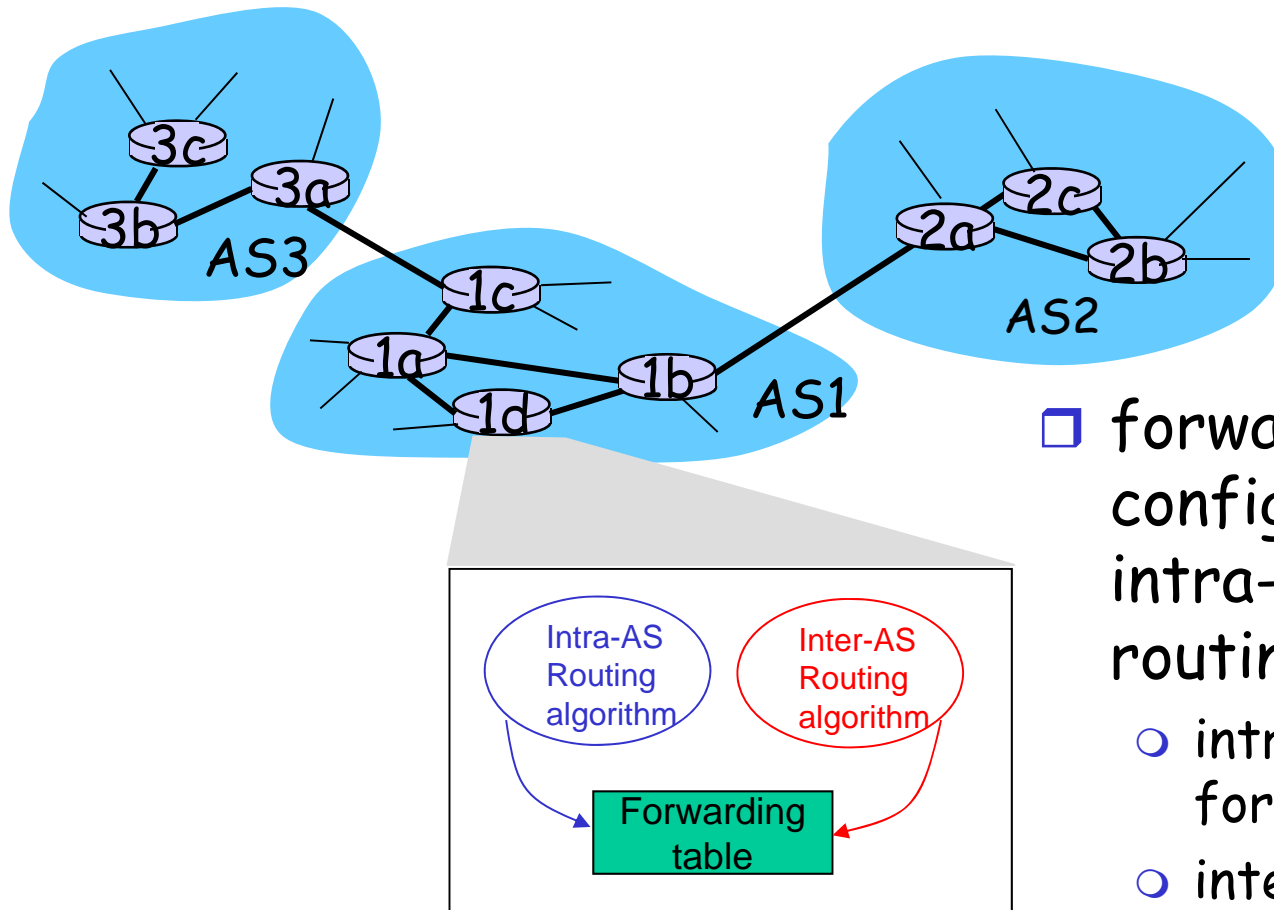 3c
3a
3b
AS3
2c
2a
2b
AS2
1c
1a
1b
1d
AS1
Intra-AS
Routing
algorithm
Inter-AS
Routing
algorithm
Forwarding
table
intra-